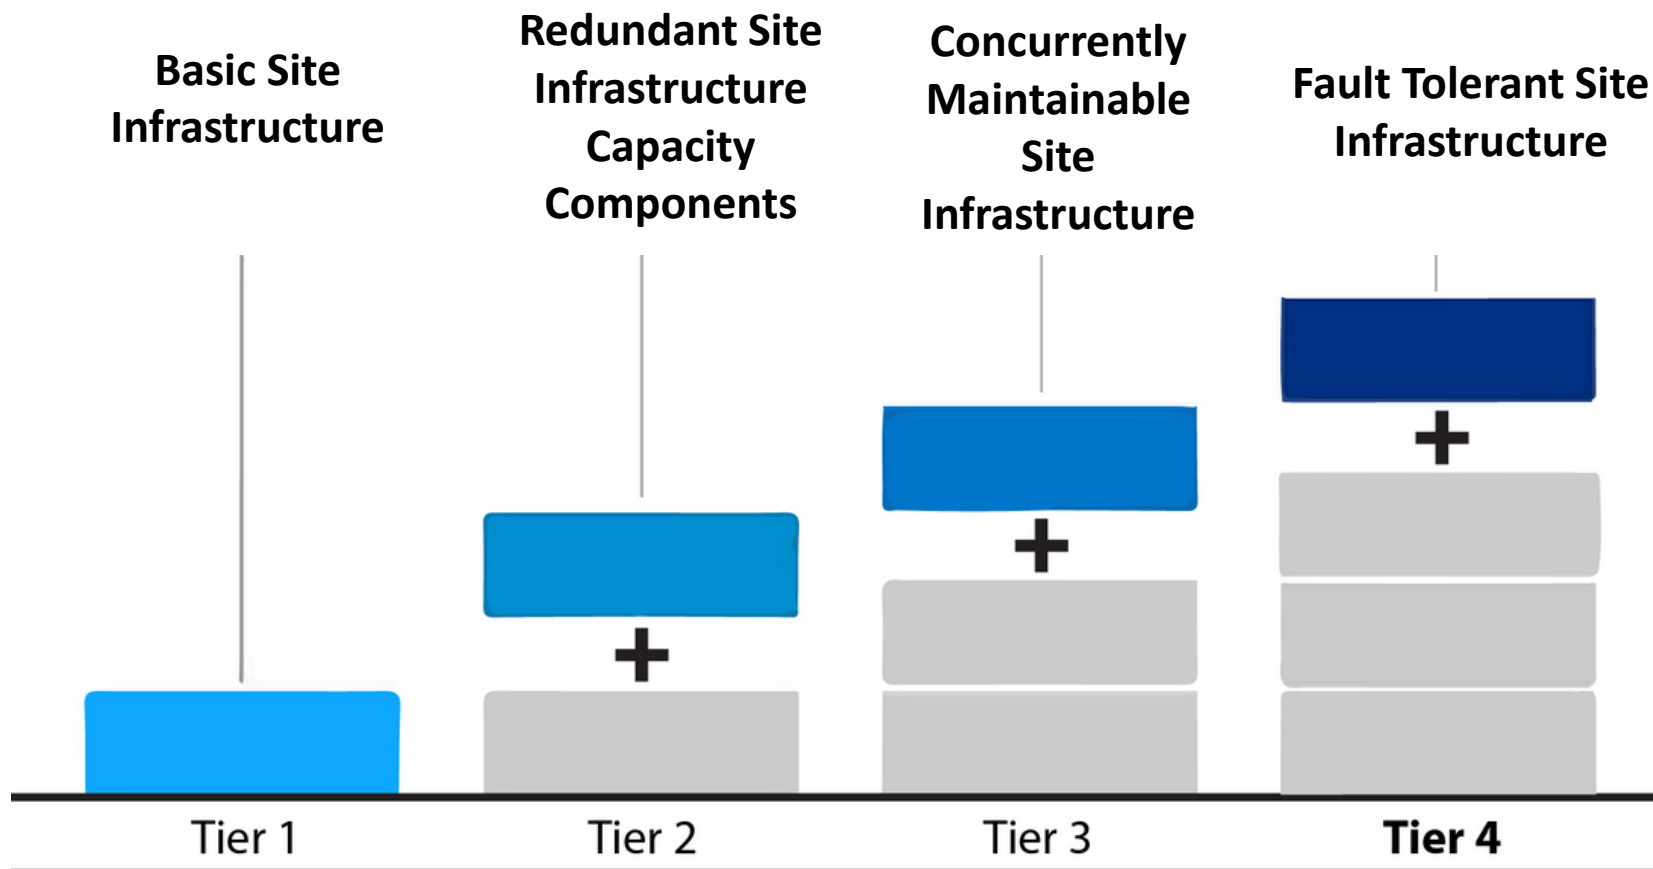 Basic Site
Infrastructure
Redundant Site
Infrastructure
Capacity
Components
Concurrently
Maintainable
Site
Infrastructure
Fault Tolerant Site
Infrastructure
+
+
+
Tier 1
Tier 2
Tier 3
Tier 4